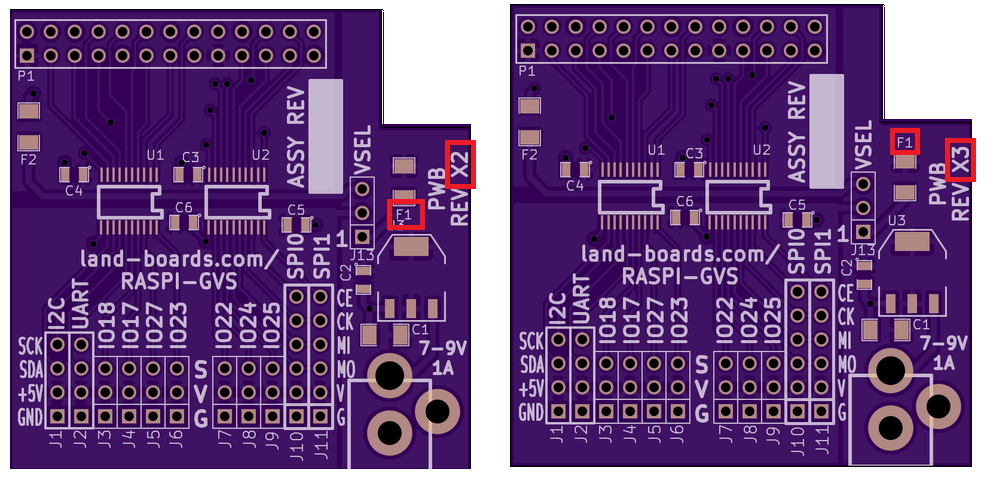 P1
F2
C4
U1
C3
U2
ASSY REV
VSEL
PWB
REV X2
F1
C6
C5
1
J13
C2
land-boards.com/
RASPI-GVS
I2C
UART
IO18
IO17
IO27
IO23
IO22
IO24
IO25
SPI0
SPI1
CE
CK
MI
MO
V
G
C1
7-9V
1A
SCK
SDA
+5V
GND
S
V
G
J1
J2
J3
J4
J5
J6
J7
J8
J9
J10
J11
P1
F2
C4
U1
C3
U2
ASSY REV
VSEL
F1
PWB
REV X3
U3
C6
C5
1
J13
C2
land-boards.com/
RASPI-GVS
I2C
UART
IO18
IO17
IO27
IO23
IO22
IO24
IO25
SPI0
SPI1
CE
CK
MI
MO
V
G
C1
7-9V
1A
SCK
SDA
+5V
GND
S
V
G
J1
J2
J3
J4
J5
J6
J7
J8
J9
J10
J11